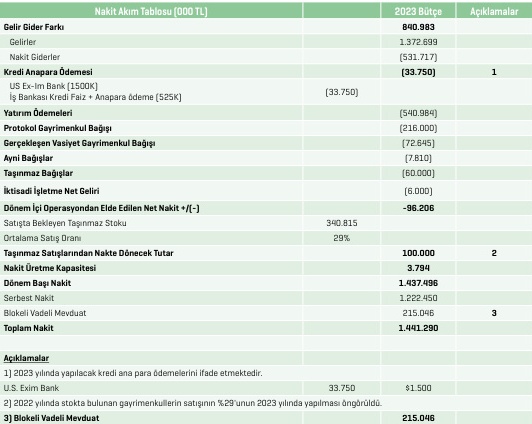 Nakit Akım Tablosu (000 TL) 2023 Bütçe Açıklamalar
Gelir Gider Farkı 840.983
Gelirler 1.372.699
Nakit Giderler (531.717)
Kredi Anapara Ödemesi (33.750) 1
US Ex-Im Bank (1500K)
İş Bankası Kredi Faiz + Anapara ödeme (525K) (33.750)
Yatırım Ödemeleri (540.984)
Protokol Gayrimenkul Bağışı (216.000)
Gerçekleşen Vasiyet Gayrimenkul Bağışı (72.645)
Ayni Bağışlar (7.810)
Taşınmaz Bağışlar (60.000)
İktisadi İşletme Net Geliri (6.000)
Dönem İçi Operasyondan Elde Edilen Net Nakit +/(-) -96.206
Satışta Bekleyen Taşınmaz Stoku 340.815
Ortalama Satış Oranı 29%
Taşınmaz Satışlarından Nakte Dönecek Tutar 100.000 2
Nakit Üretme Kapasitesi 3.794
Dönem Başı Nakit 1.437.496
Serbest Nakit 1.222.450
Blokeli Vadeli Mevduat 215.046 3
Toplam Nakit 1.441.290
Açıklamalar
1) 2023 yılında yapılacak kredi ana para ödemelerini ifade etmektedir.
U.S. Exim Bank 33.750 $1.500
2) 2022 yılında stokta bulunan gayrimenkullerin satışının %29'unun 2023 yılında yapılması öngörüldü.
3) Blokeli Vadeli Mevduat 215.046